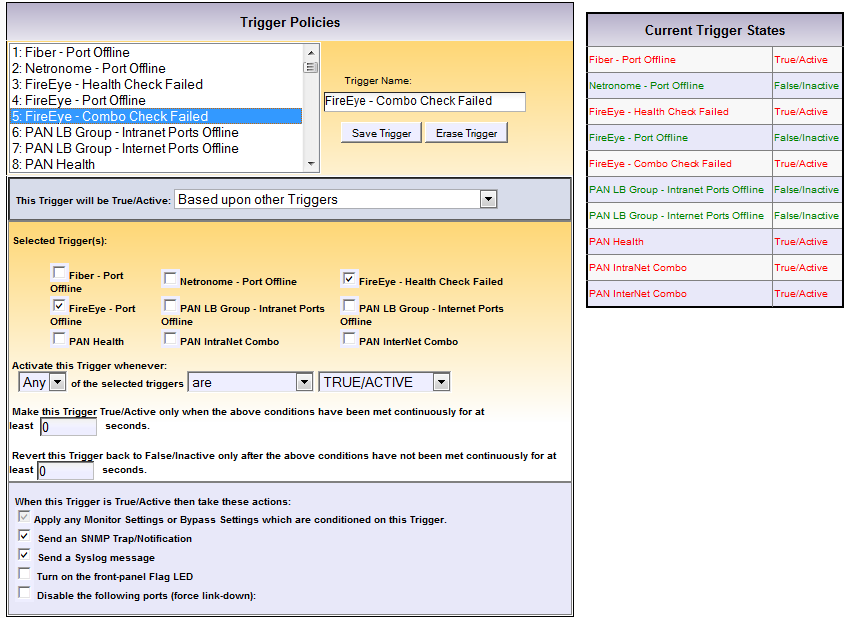 Trigger Policies
1: Fiber - Port Offline
2: Netronome - Port Offline
3: FireEye - Health Check Failed
4: FireEye - Port Offline
5: FireEye - Combo Check Failed
6: PAN LB Group - Intranet Ports Offline
7: PAN LB Group - Internet Ports Offline
8: PAN Health
Trigger Name:
FireEye - Combo Check Failed
Save Trigger Erase Trigger
This Trigger will be True/Active: Based upon other Triggers
Selected Trigger(s):
Fiber - Port
Offline
Netronome - Port Offline
FireEye - Health Check Failed
FireEye - Port
Offline
PAN LB Group - Intranet Ports
Offline
PAN LB Group - Internet Ports
Offline
PAN Health
PAN IntraNet Combo
PAN InterNet Combo
Activate this Trigger whenever:
Any of the selected triggers are TRUE/ACTIVE
Make this Trigger True/Active only when the above conditions have been met continuously for at
least 0 seconds.
Revert this Trigger back to False/Inactive only after the above conditions have not been met continuously for at
least 0 seconds.
When this Trigger is True/Active then take these actions:
Apply any Monitor Settings or Bypass Settings which are conditioned on this Trigger.
Send an SNMP Trap/Notification
Send a Syslog message
Turn on the front-panel Flag LED
Disable the following ports (force link-down):
Current Trigger States
Fiber - Port Offline True/Active
Netronome - Port Offline False/Inactive
FireEye - Health Check Failed True/Active
FireEye - Port Offline False/Inactive
FireEye - Combo Check Failed True/Active
PAN LB Group - Intranet Ports Offline False/Inactive
PAN LB Group - Internet Ports Offline False/Inactive
PAN Health True/Active
PAN IntraNet Combo True/Active
PAN InterNet Combo True/Active